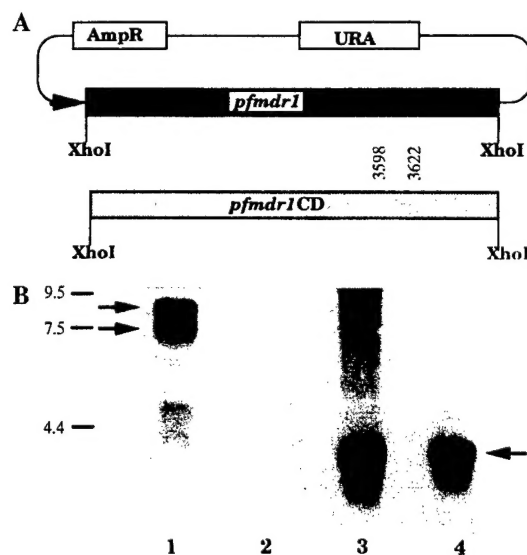 A
AmpR URA
pfmdr1
XhoI XhoI
3598 3622
pfmdr1CD
XhoI XhoI
B
9.5
7.5
4.4
1 2 3 4